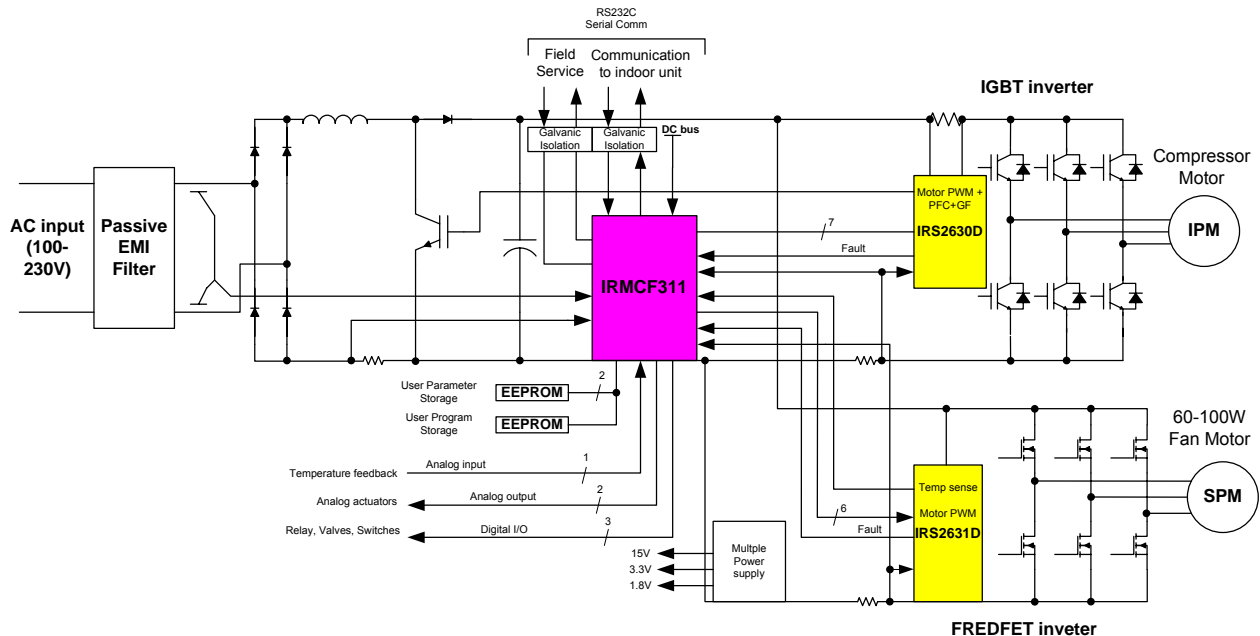 RS232C
Serial Comm
Field
Service
Communication
to indoor unit
IGBT inverter
Galvanic
Isolation
Galvanic
Isolation
DC bus
Compressor
Motor
Motor PWM +
PFC+GF
IRS2630D
IPM
AC input
(100-
230V)
Passive
EMI
Filter
7
Fault
IRMCF311
User Parameter
Storage
EEPROM
2
User Program
Storage
EEPROM
60-100W
Fan Motor
Temperature feedback
Analog input
1
Analog actuators
Analog output
2
Relay, Valves, Switches
Digital I/O
3
Temp sense
6
Motor PWM
Fault
IRS2631D
SPM
15V
3.3V
1.8V
Multple
Power
supply
FREDFET inveter